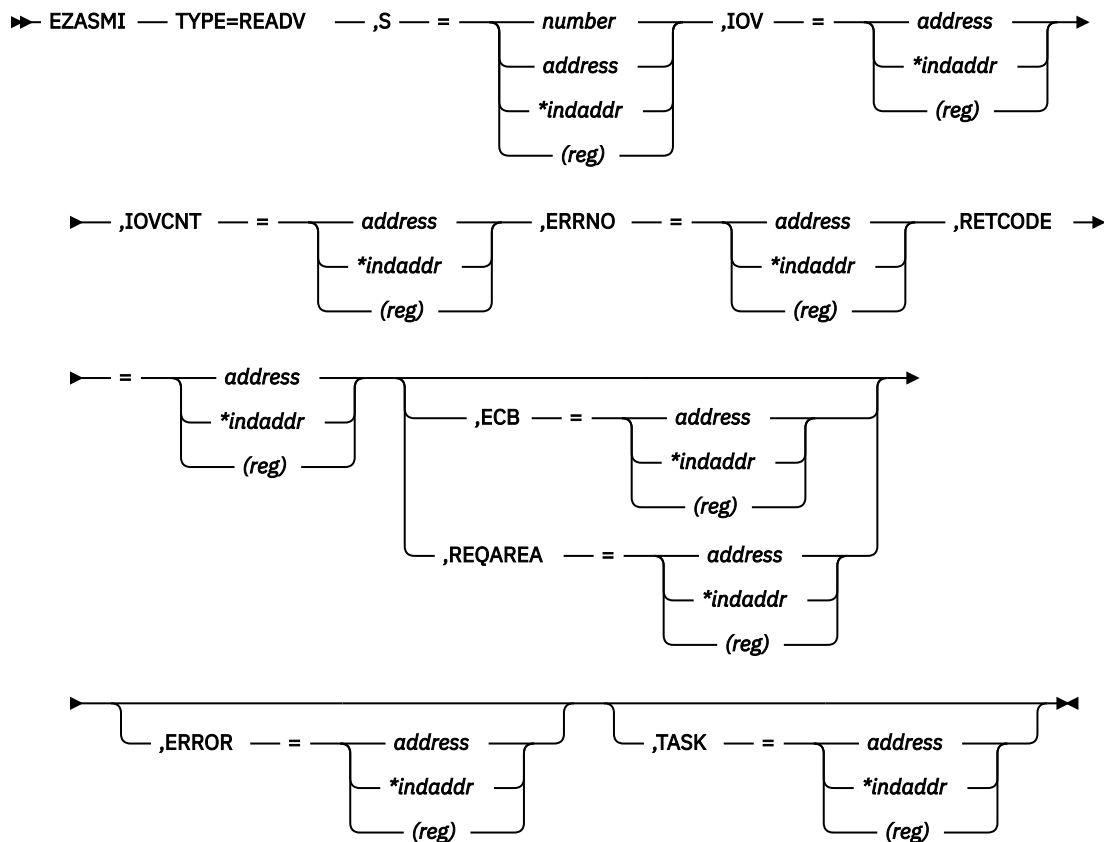 EZASMI TYPE=READV ,S = number ,IOV = address
address *indaddr
*indaddr (reg)
(reg)
,IOVCNT = address ,ERRNO = address ,RETCODE
*indaddr *indaddr
(reg) (reg)
= address
*indaddr ,ECB = address
(reg) *indaddr
(reg)
,REQAREA = address
*indaddr
(reg)
,ERROR = address ,TASK = address
*indaddr *indaddr
(reg) (reg)